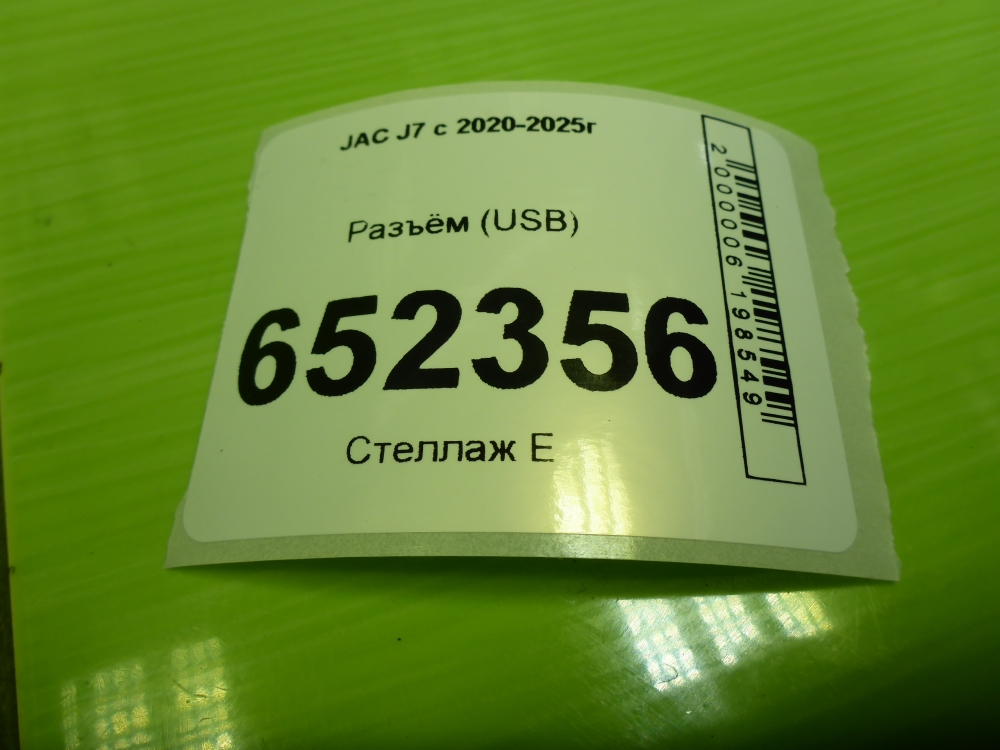 JAC J7 с 2020-2025г
Разъём (USB)
652356
Стеллаж Е
2000006198549